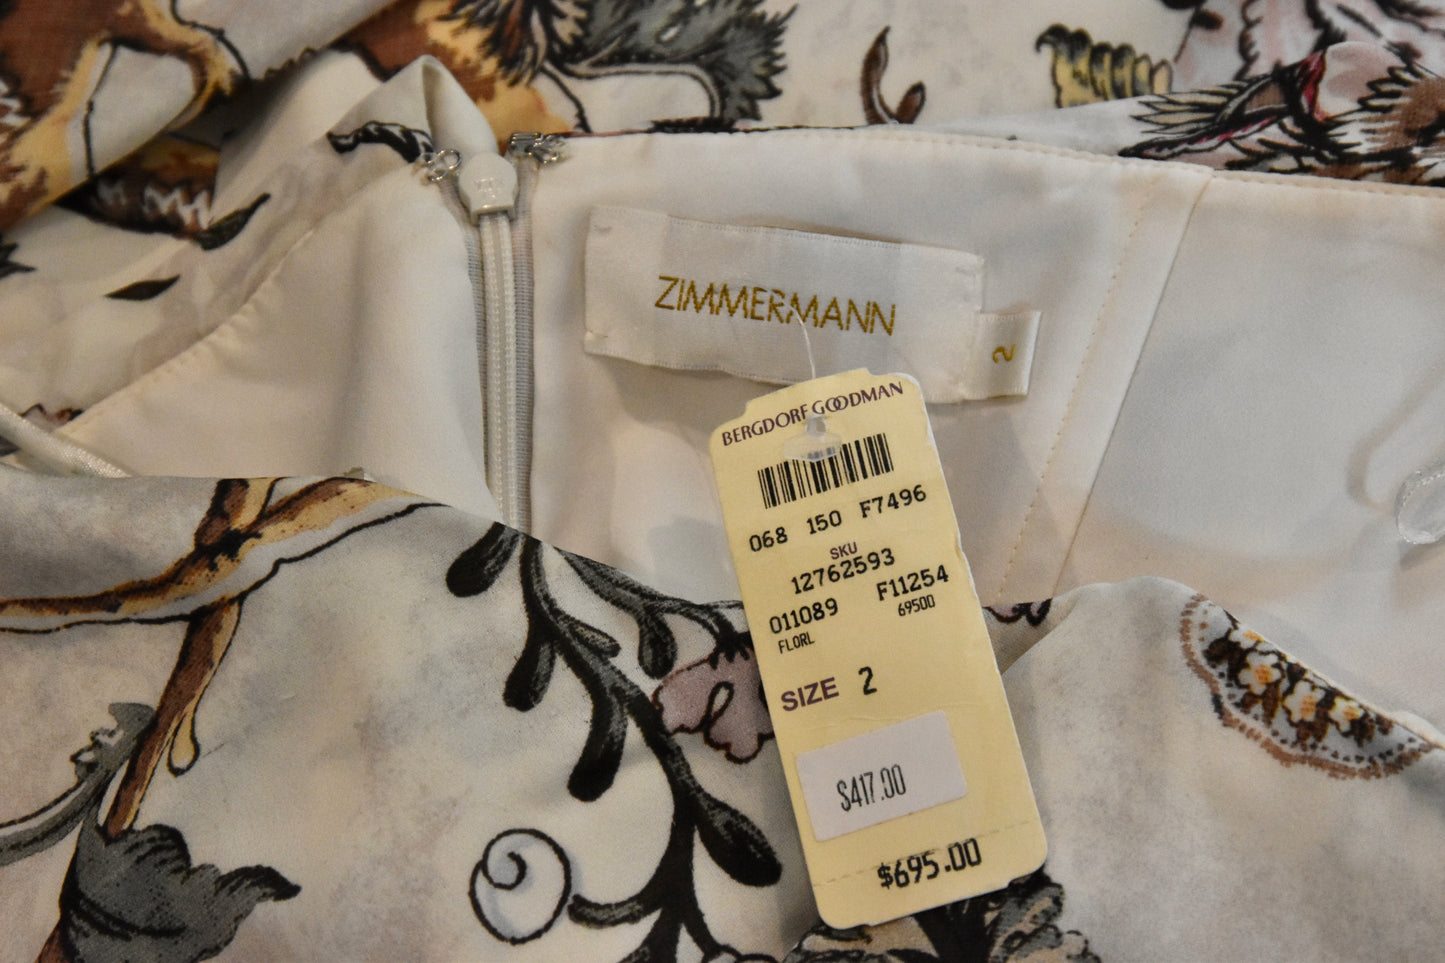 ZIMMERMANN
2
BERGDORF GOODMAN
068 150 F7496
SKU
12762593
011089 F11254
FLORL 69500
SIZE 2
$417.00
$695.00